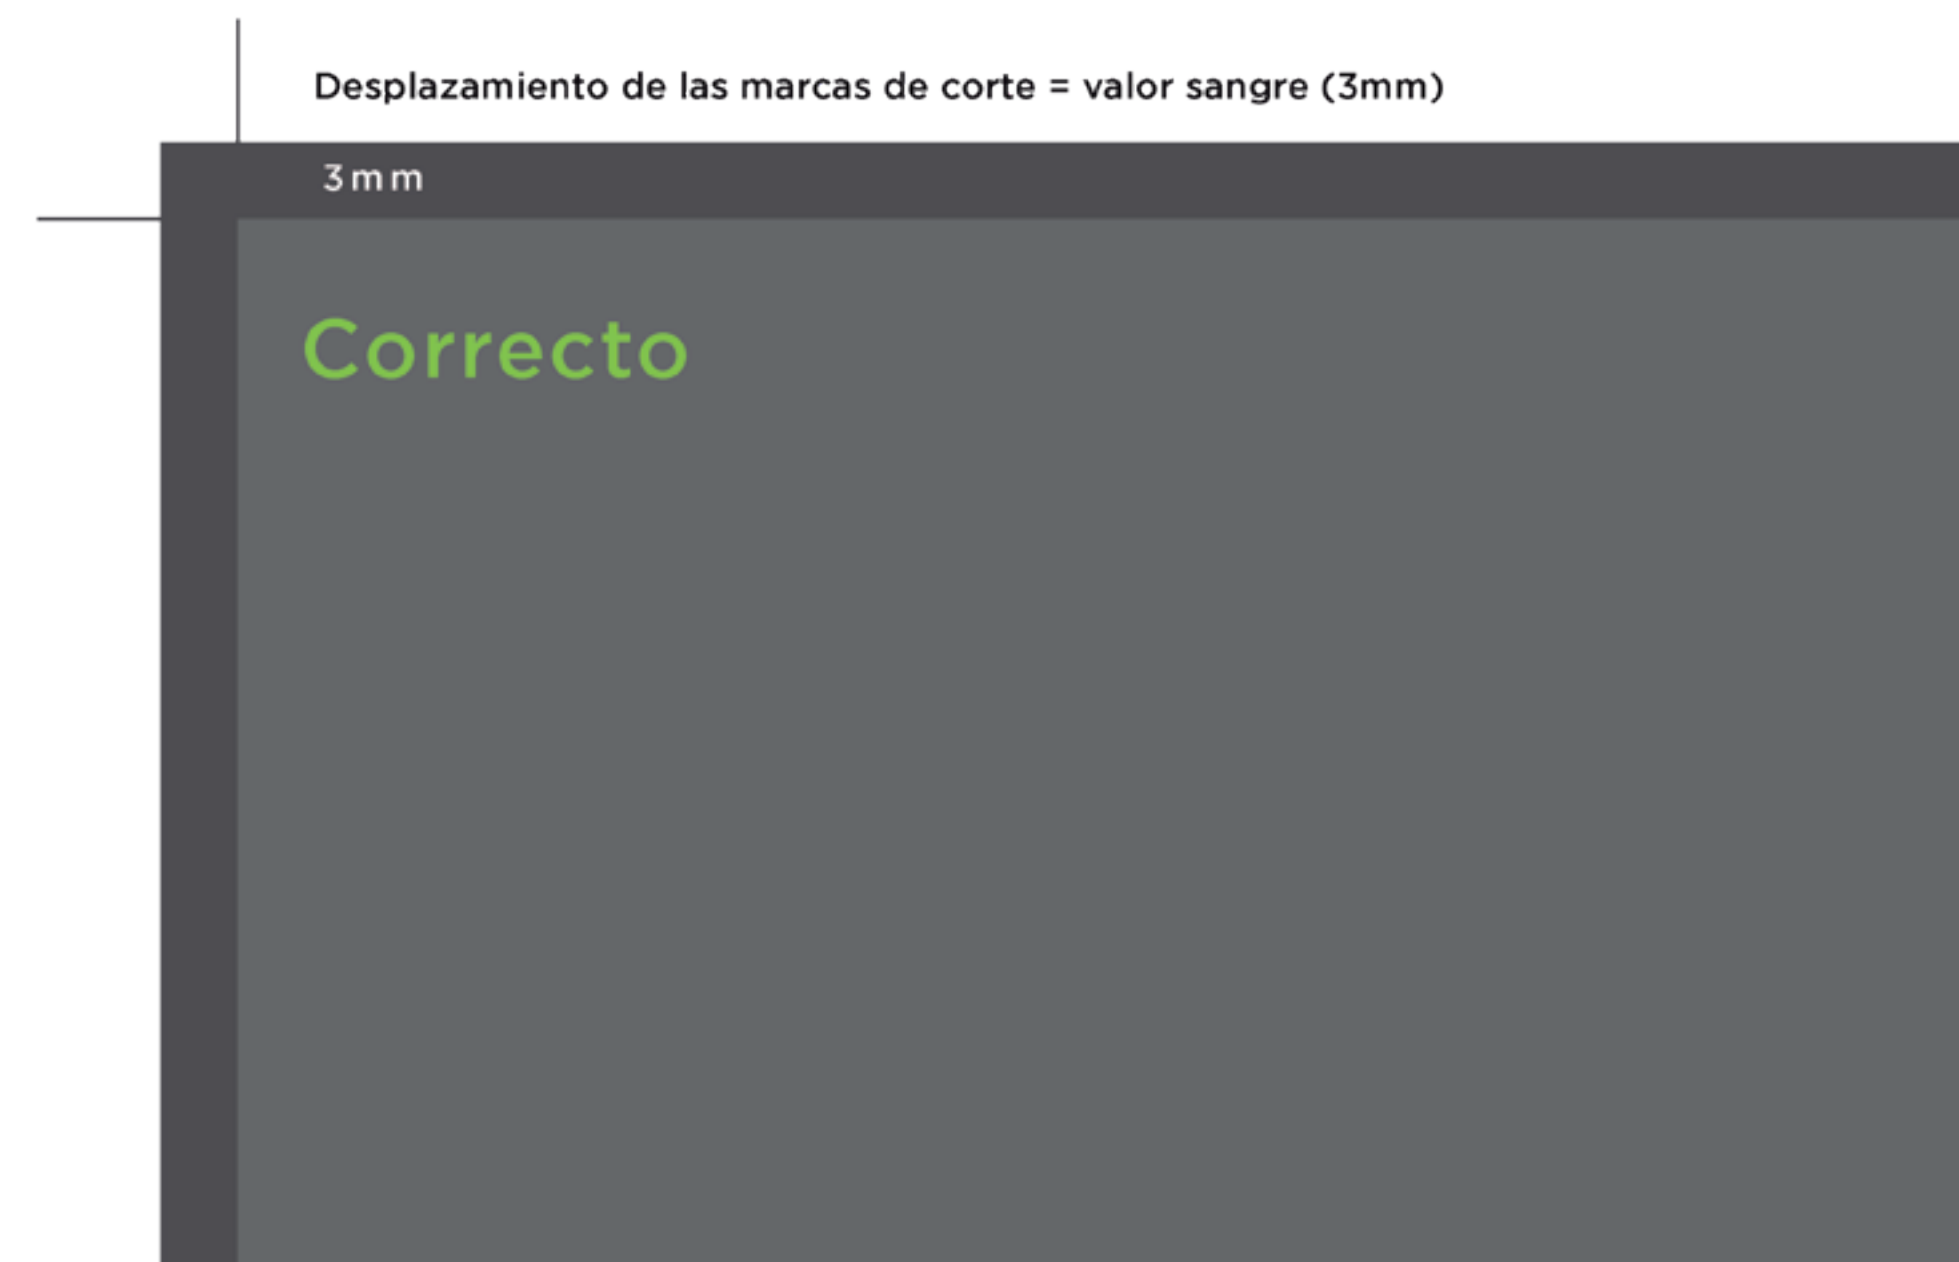 Desplazamiento de las marcas de corte = valor sangre (3mm)
3mm
Correcto